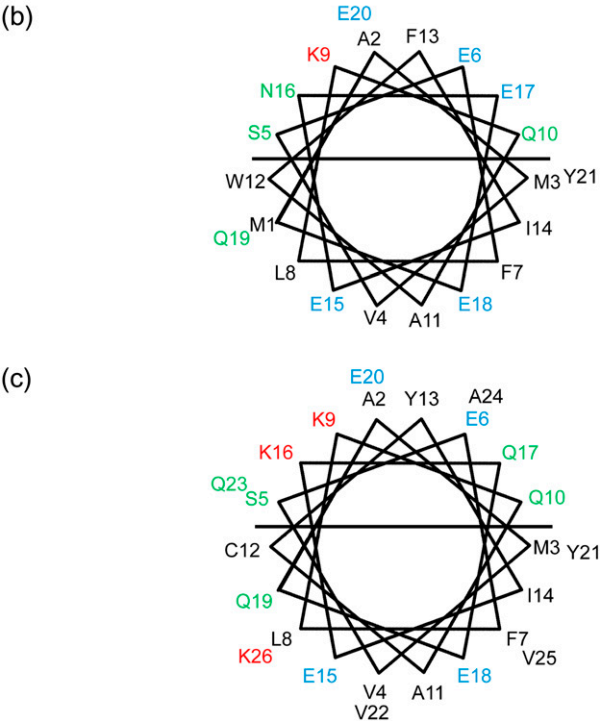 (b)
E20
A2 F13
K9 E6
N16 E17
S5 Q10
W12 M3 Y21
M1 I14
Q19
L8 F7
E15 E18
V4 A11
(c)
E20 A24
A2 Y13
K9 E6
K16 Q17
Q23
S5 Q10
C12 M3 Y21
Q19 I14
L8 F7
K26 V25
E15 E18
V4 A11
V22